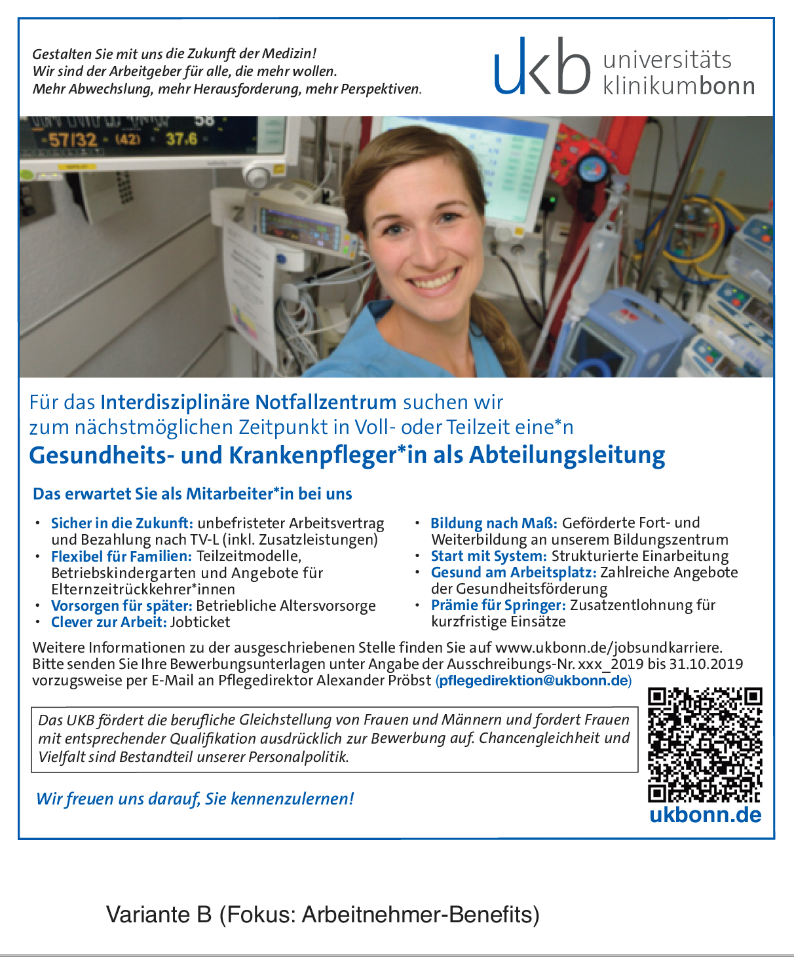 Gestalten Sie mit uns die Zukunft der Medizin!
Wir sind der Arbeitgeber für alle, die mehr wollen.
Mehr Abwechslung, mehr Herausforderung, mehr Perspektiven.
ukb universitäts
klinikumbonn
58
-57/32 (42) 37,6
Für das Interdisziplinäre Notfallzentrum suchen wir
zum nächstmöglichen Zeitpunkt in Voll- oder Teilzeit eine*n
Gesundheits- und Krankenpfleger*in als Abteilungsleitung
Das erwartet Sie als Mitarbeiter*in bei uns
• Sicher in die Zukunft: unbefristeter Arbeitsvertrag
und Bezahlung nach TV-L (inkl. Zusatzleistungen)
• Flexibel für Familien: Teilzeitmodelle,
Betriebskindergarten und Angebote für
Elternzeitrückkehrer*innen
• Vorsorgen für später: Betriebliche Altersvorsorge
• Clever zur Arbeit: Jobticket
• Bildung nach Maß: Geförderte Fort- und
Weiterbildung an unserem Bildungszentrum
• Start mit System: Strukturierte Einarbeitung
• Gesund am Arbeitsplatz: Zahlreiche Angebote
der Gesundheitsförderung
• Prämie für Springer: Zusatzentlohnung für
kurzfristige Einsätze
Weitere Informationen zu der ausgeschriebenen Stelle finden Sie auf www.ukbonn.de/jobsundkarriere.
Bitte senden Sie Ihre Bewerbungsunterlagen unter Angabe der Ausschreibungs-Nr. xxx_2019 bis 31.10.2019
vorzugsweise per E-Mail an Pflegedirektor Alexander Pröbst (pflegedirektion@ukbonn.de)
Das UKB fördert die berufliche Gleichstellung von Frauen und Männern und fordert Frauen
mit entsprechender Qualifikation ausdrücklich zur Bewerbung auf. Chancengleichheit und
Vielfalt sind Bestandteil unserer Personalpolitik.
Wir freuen uns darauf, Sie kennenzulernen!
ukbonn.de
Variante B (Fokus: Arbeitnehmer-Benefits)